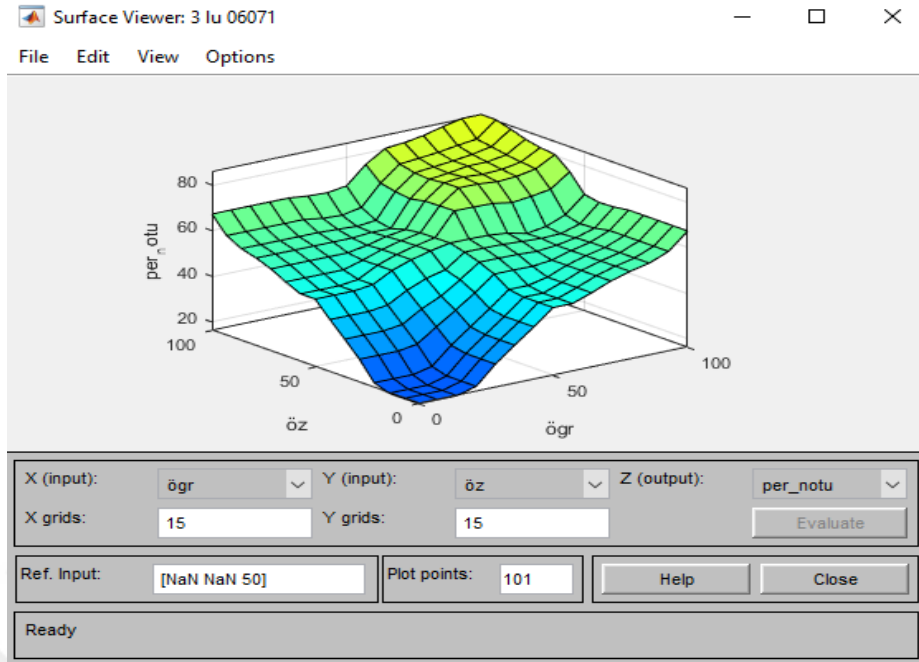 Surface Viewer: 3 lu 06071
File Edit View Options
80
60
40
20
per_notu
100
50
0
öz
0
50
100
ögr
X (input): ögr Y (input): öz Z (output): per_notu
X grids: 15 Y grids: 15 Evaluate
Ref. Input: [NaN NaN 50] Plot points: 101 Help Close
Ready